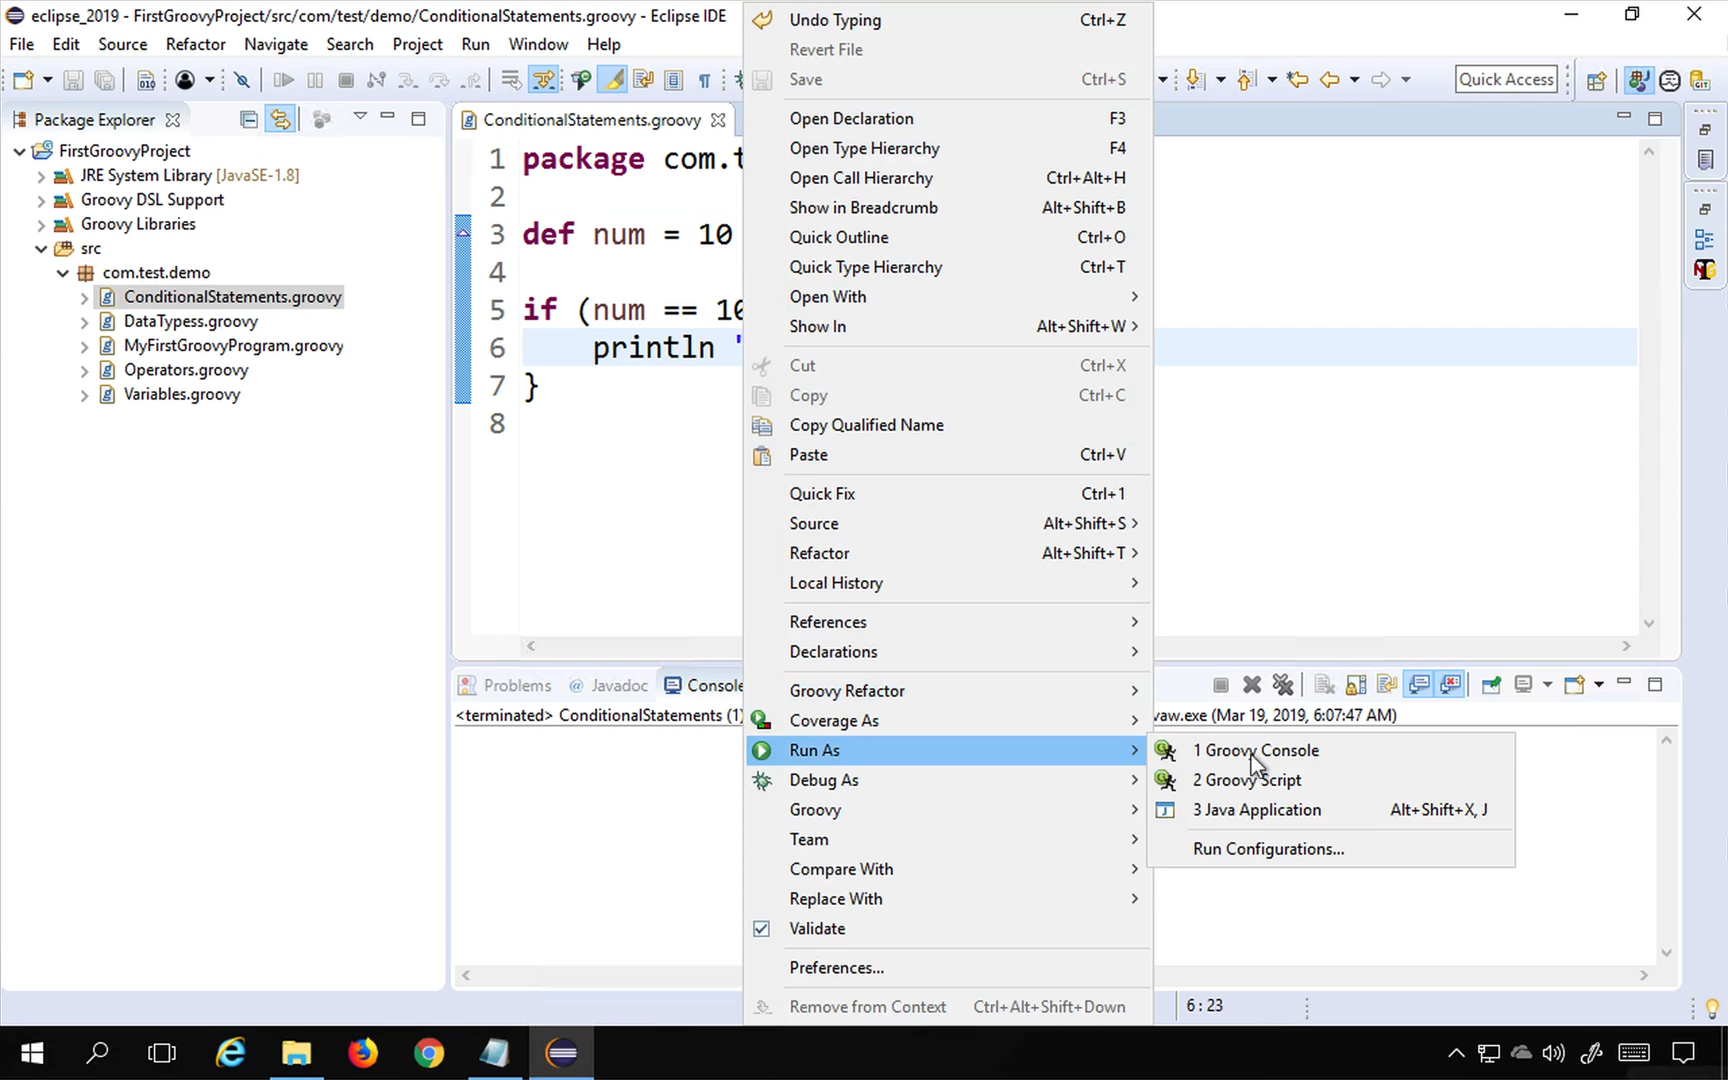 eclipse_2019 - FirstGroovyProject/src/com/test/demo/ConditionalStatements.groovy - Eclipse IDE
File Edit Source Refactor Navigate Search Project Run Window Help
Quick Access
Package Explorer
FirstGroovyProject
JRE System Library [JavaSE-1.8]
Groovy DSL Support
Groovy Libraries
src
com.test.demo
ConditionalStatements.groovy
DataTypess.groovy
MyFirstGroovyProgram.groovy
Operators.groovy
Variables.groovy
ConditionalStatements.groovy
1 package com.t
2
3 def num = 10
4
5 if (num == 10
6 println "
7 }
8
Undo Typing Ctrl+Z
Revert File
Save Ctrl+S
Open Declaration F3
Open Type Hierarchy F4
Open Call Hierarchy Ctrl+Alt+H
Show in Breadcrumb Alt+Shift+B
Quick Outline Ctrl+O
Quick Type Hierarchy Ctrl+T
Open With
Show In Alt+Shift+W
Cut Ctrl+X
Copy Ctrl+C
Copy Qualified Name
Paste Ctrl+V
Quick Fix Ctrl+1
Source Alt+Shift+S
Refactor Alt+Shift+T
Local History
References
Declarations
Groovy Refactor
Coverage As
Run As
Debug As
Groovy
Team
Compare With
Replace With
Validate
Preferences...
Remove from Context Ctrl+Alt+Shift+Down
1 Groovy Console
2 Groovy Script
3 Java Application Alt+Shift+X, J
Run Configurations...
Problems Javadoc Console
<terminated> ConditionalStatements (1) vaw.exe (Mar 19, 2019, 6:07:47 AM)
6 : 23